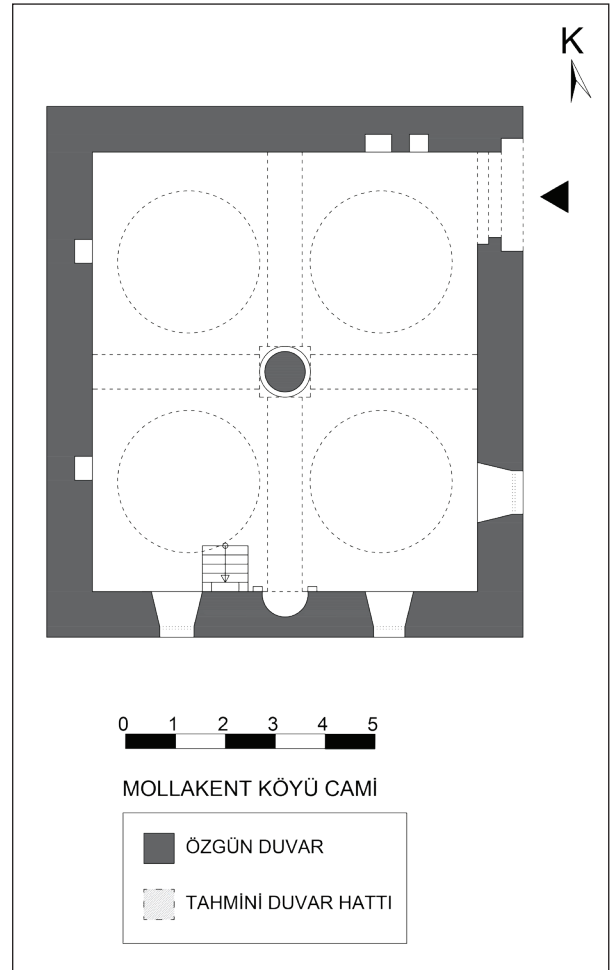 K
0 1 2 3 4 5
MOLLAKENT KÖYÜ CAMİ
ÖZGÜN DUVAR
TAHMİNİ DUVAR HATTI